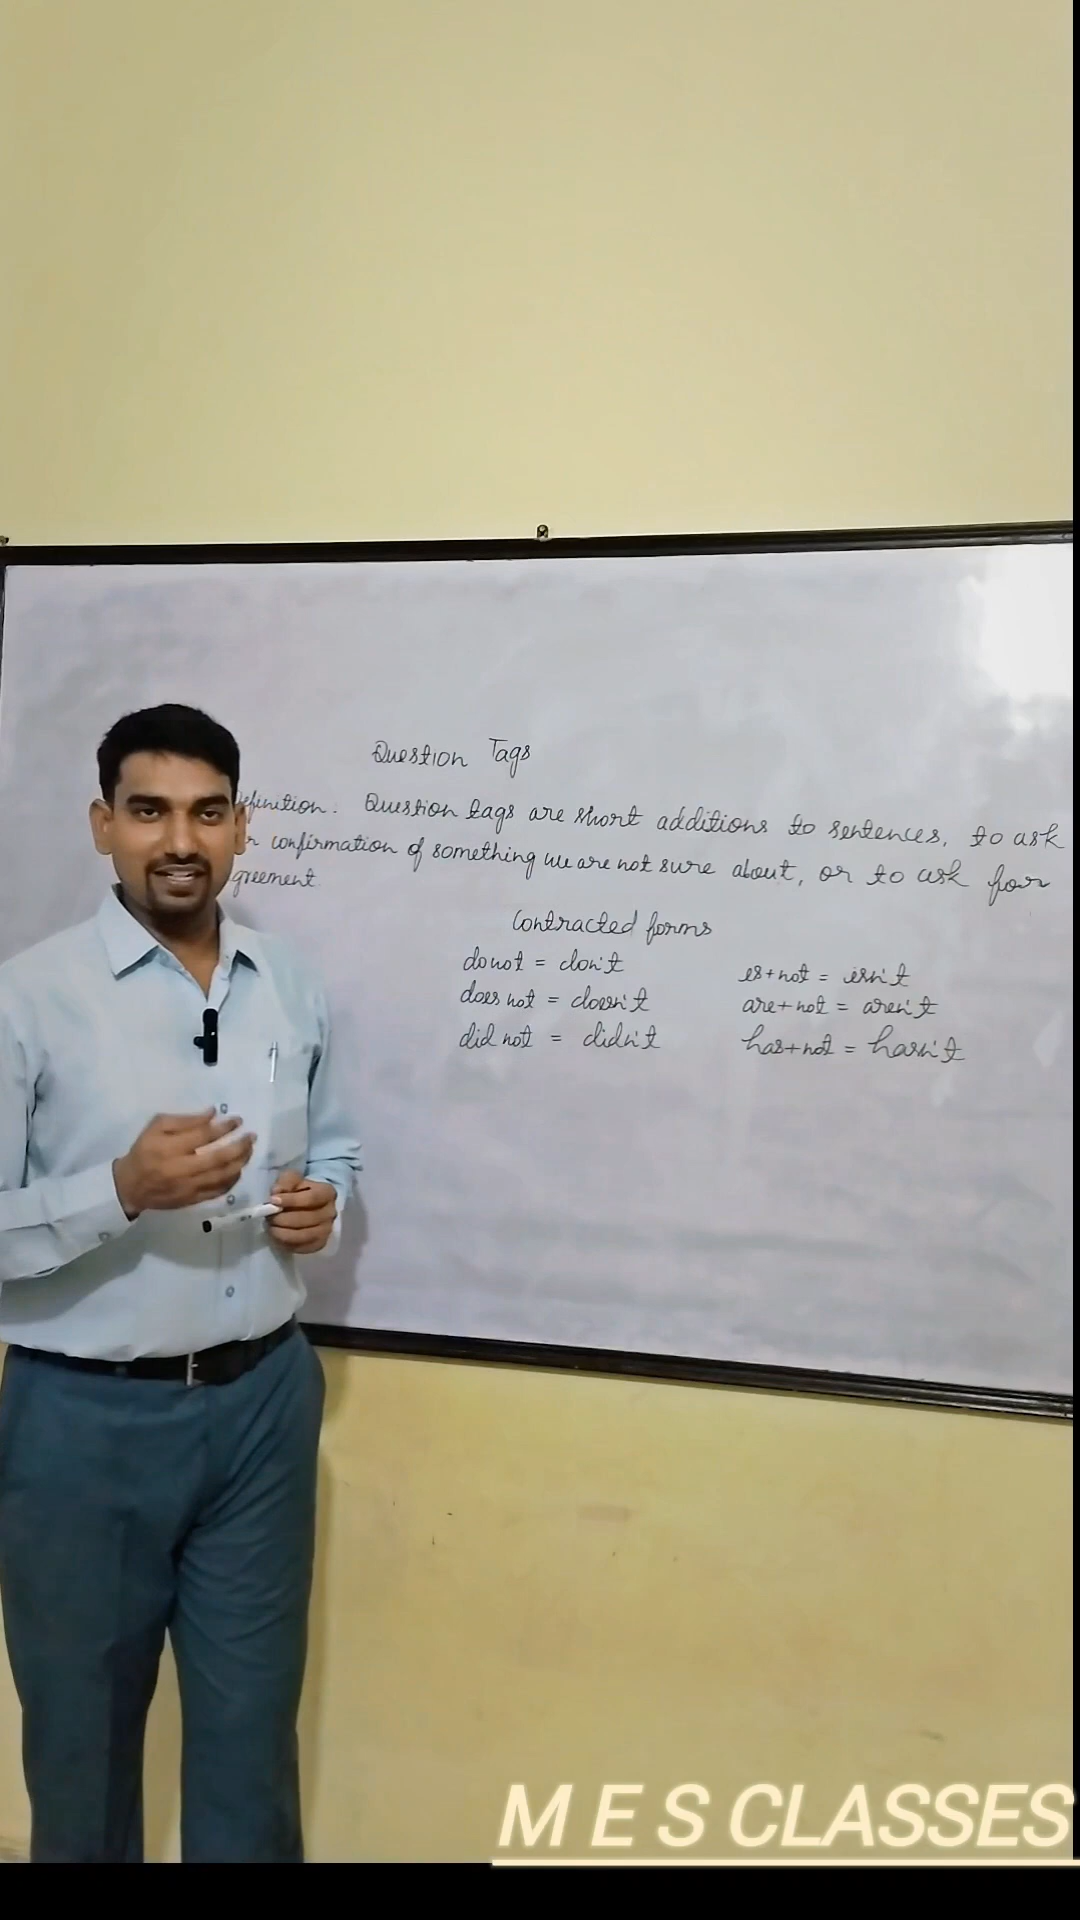 Question Tags
Definition. Question tags are short additions to sentences, to ask
confirmation of something we are not sure about, or to ask for
greement
Contracted forms
do not = don't
does not = doesn't
did not = didn't
is+not = isn't
are+not = aren't
has+not = hasn't
M E S CLASSES